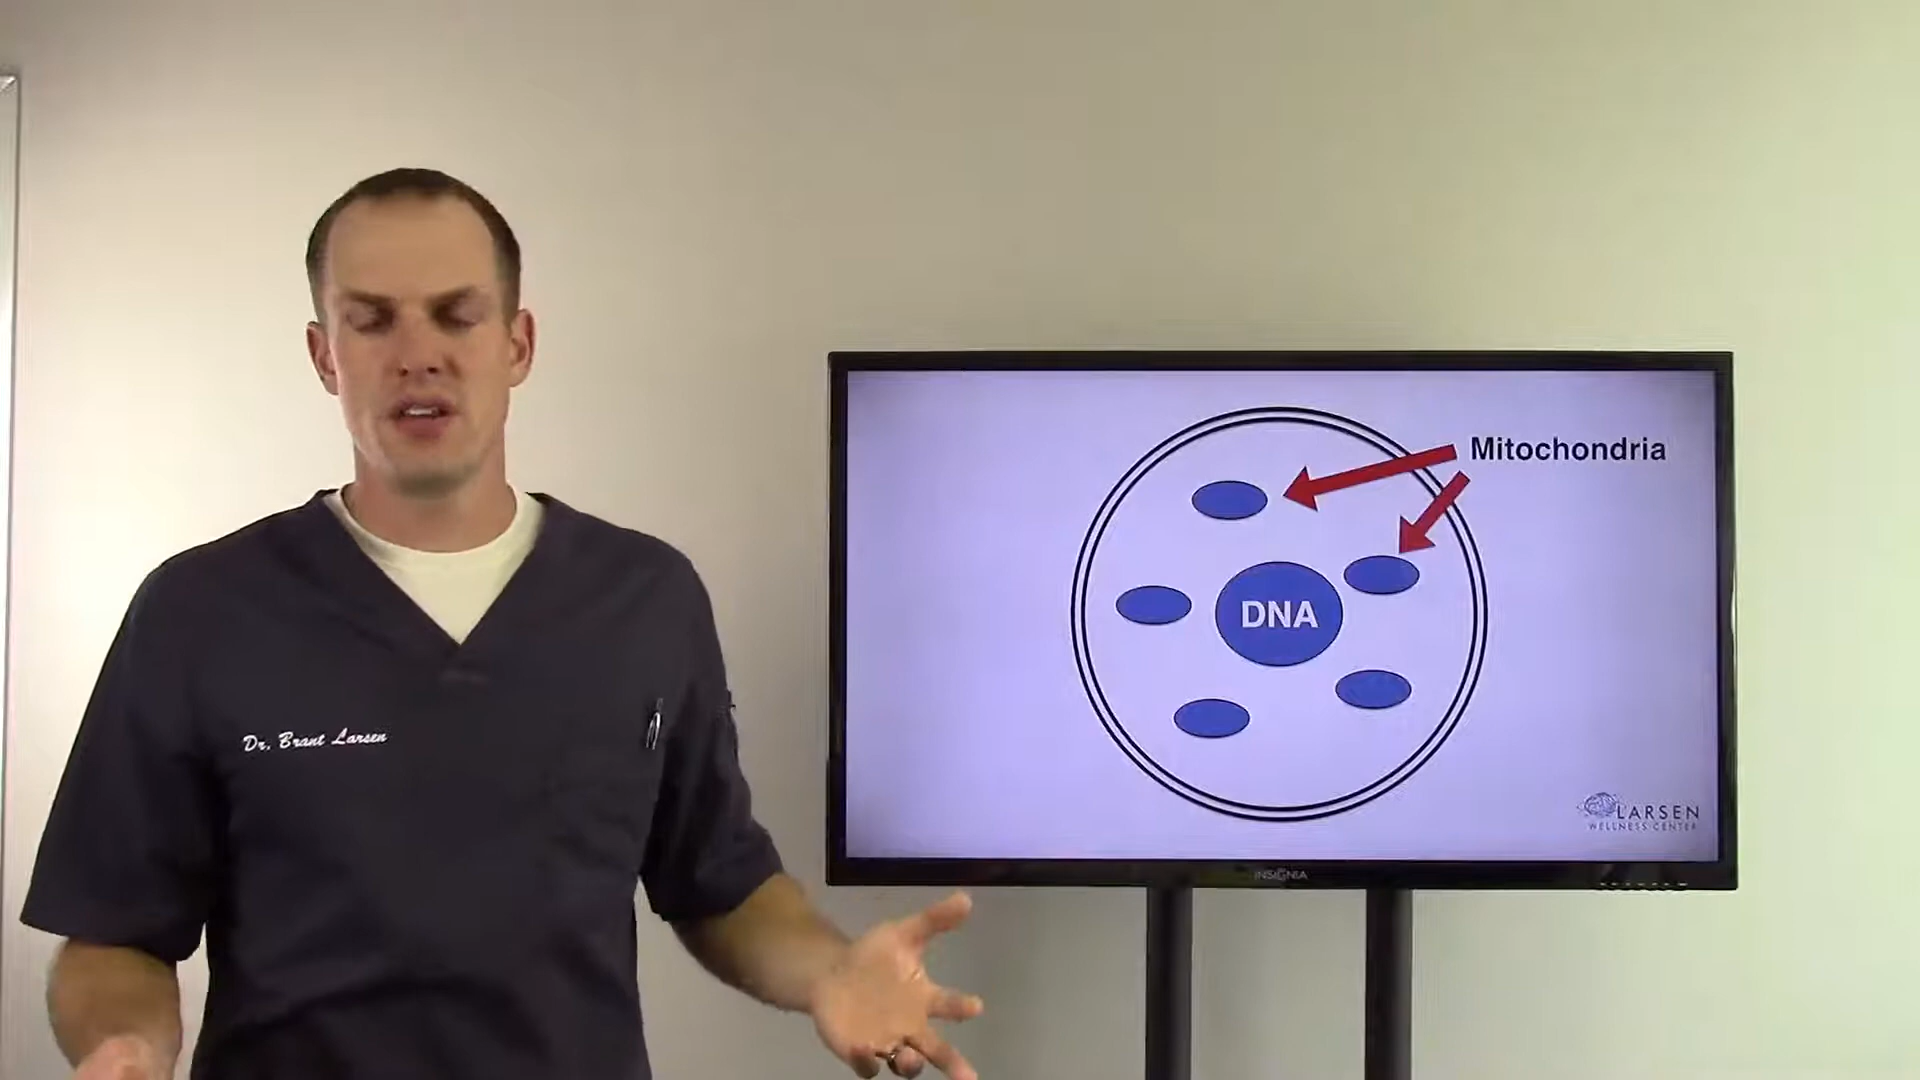 Mitochondria
DNA
Dr. Brant Larsen
LARSEN
WELLNESS CENTER
INSIGNIA